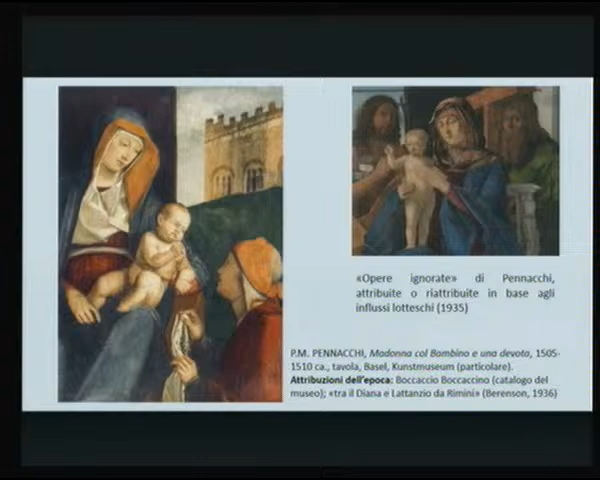 «Opere ignorate» di Pennacchi,
attribuite o riattribuite in base agli
influssi lotteschi (1935)
P.M. PENNACCHI, Madonna col Bambino e una devota, 1505-
1510 ca., tavola, Basel, Kunstmuseum (particolare).
Attribuzioni dell'epoca: Boccaccio Boccaccino (catalogo del
museo); «tra il Diana e Lattanzio da Rimini» (Berenson, 1936)